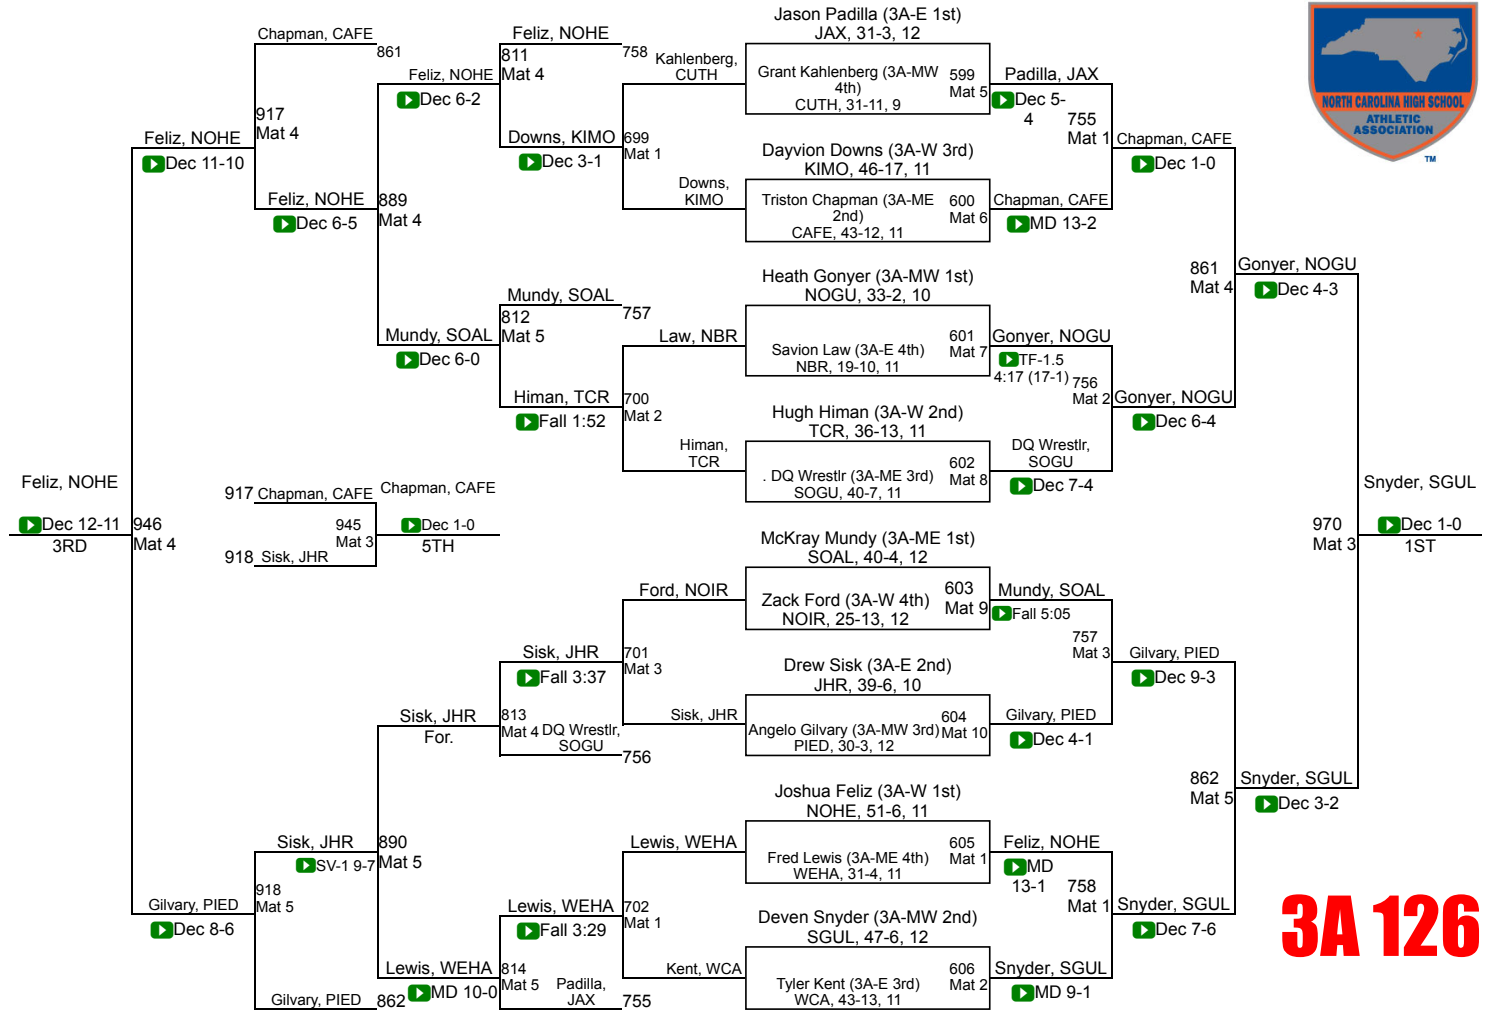 Jason Padilla (3A-E 1st)
JAX, 31-3, 12
Grant Kahlenberg (3A-MW
4th)
CUTH, 31-11, 9
599
Mat 5
Dayvion Downs (3A-W 3rd)
KIMO, 46-17, 11
Triston Chapman (3A-ME
2nd)
CAFE, 43-12, 11
600
Mat 6
Heath Gonyer (3A-MW 1st)
NOGU, 33-2, 10
Savion Law (3A-E 4th)
NBR, 19-10, 11
601
Mat 7
Hugh Himan (3A-W 2nd)
TCR, 36-13, 11
. DQ Wrestlr (3A-ME 3rd)
SOGU, 40-7, 11
602
Mat 8
McKray Mundy (3A-ME 1st)
SOAL, 40-4, 12
Zack Ford (3A-W 4th)
NOIR, 25-13, 12
603
Mat 9
Drew Sisk (3A-E 2nd)
JHR, 39-6, 10
Angelo Gilvary (3A-MW 3rd)
PIED, 30-3, 12
604
Mat 10
Joshua Feliz (3A-W 1st)
NOHE, 51-6, 11
Fred Lewis (3A-ME 4th)
WEHA, 31-4, 11
605
Mat 1
Deven Snyder (3A-MW 2nd)
SGUL, 47-6, 12
Tyler Kent (3A-E 3rd)
WCA, 43-13, 11
606
Mat 2
Padilla, JAX
Dec 5-
4
755
Mat 1
Chapman, CAFE
MD 13-2
Gonyer, NOGU
TF-1.5
4:17 (17-1)
756
Mat 2
DQ Wrestlr,
SOGU
Dec 7-4
Mundy, SOAL
Fall 5:05
757
Mat 3
Gilvary, PIED
Dec 4-1
Feliz, NOHE
MD
13-1
758
Mat 1
Snyder, SGUL
MD 9-1
Chapman, CAFE
Dec 1-0
861
Mat 4
Gonyer, NOGU
Dec 6-4
Gilvary, PIED
Dec 9-3
862
Mat 5
Snyder, SGUL
Dec 7-6
Gonyer, NOGU
Dec 4-3
970
Mat 3
Snyder, SGUL
Dec 3-2
Snyder, SGUL
Dec 1-0
1ST
Kahlenberg,
CUTH
699
Mat 1
Downs,
KIMO
Law, NBR
700
Mat 2
Himan,
TCR
Ford, NOIR
701
Mat 3
Sisk, JHR
Lewis, WEHA
702
Mat 1
Kent, WCA
Feliz, NOHE
758
811
Mat 4
Downs, KIMO
Dec 3-1
Mundy, SOAL
757
812
Mat 5
Himan, TCR
Fall 1:52
Sisk, JHR
Fall 3:37
813
Mat 4
DQ Wrestlr,
SOGU
756
Lewis, WEHA
Fall 3:29
814
Mat 5
Padilla,
JAX
755
Feliz, NOHE
Dec 6-2
889
Mat 4
Mundy, SOAL
Dec 6-0
Sisk, JHR
For.
890
Mat 5
Lewis, WEHA
MD 10-0
Chapman, CAFE
861
917
Mat 4
Feliz, NOHE
Dec 6-5
Sisk, JHR
SV-1 9-7
918
Mat 5
Gilvary, PIED
862
Feliz, NOHE
Dec 11-10
946
Mat 4
Gilvary, PIED
Dec 8-6
Feliz, NOHE
Dec 12-11
3RD
917 Chapman, CAFE
945
Mat 3
918 Sisk, JHR
Chapman, CAFE
Dec 1-0
5TH
NORTH CAROLINA HIGH SCHOOL
ATHLETIC
ASSOCIATION
TM
3A 126